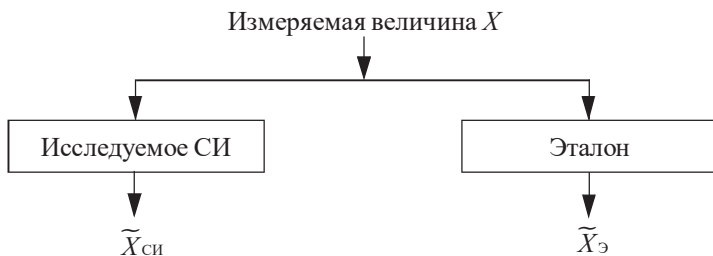 Измеряемая величина X
Исследуемое СИ
Эталон
X̃СИ
X̃Э